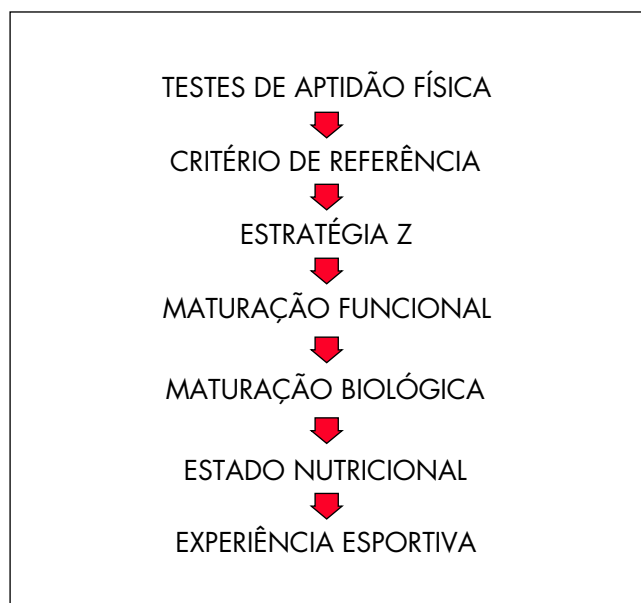 TESTES DE APTIDÃO FÍSICA
CRITÉRIO DE REFERÊNCIA
ESTRATÉGIA Z
MATURAÇÃO FUNCIONAL
MATURAÇÃO BIOLÓGICA
ESTADO NUTRICIONAL
EXPERIÊNCIA ESPORTIVA